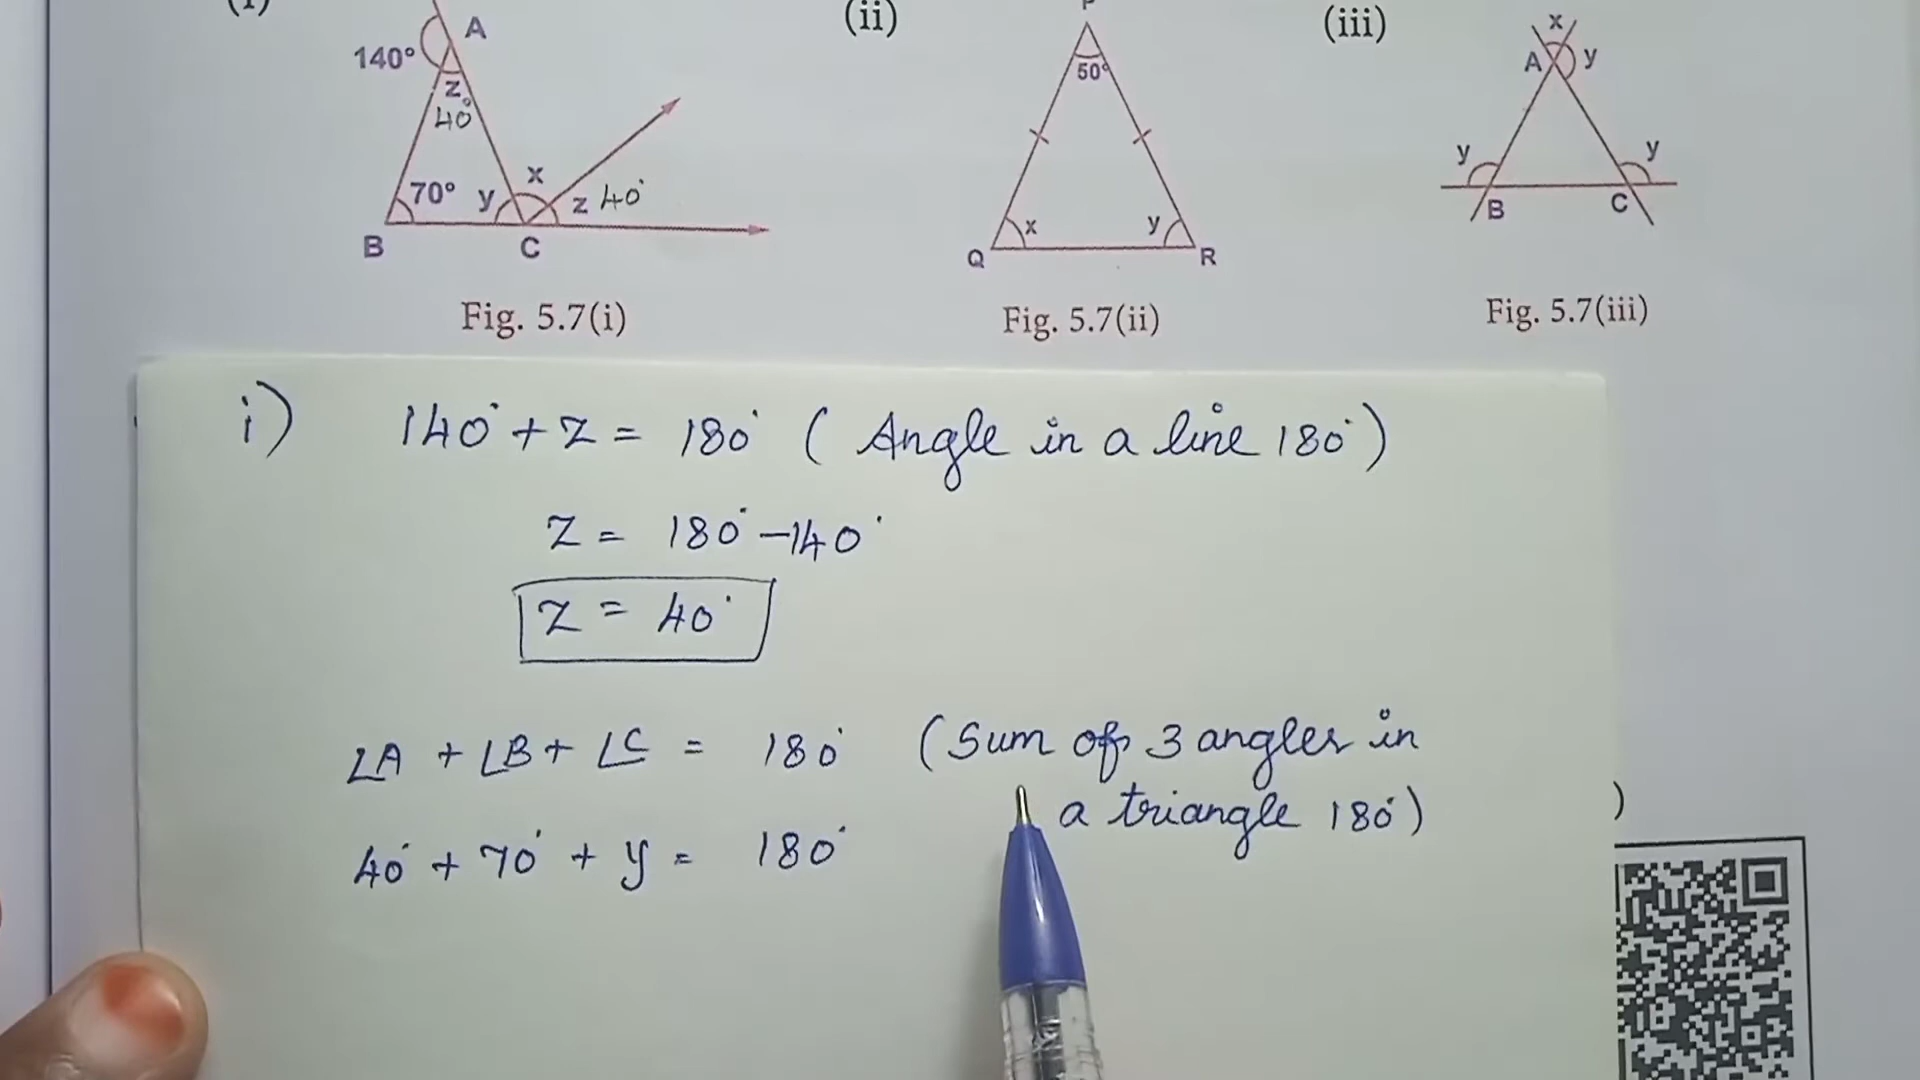 (i)
(ii)
(iii)
A
140°
z
40°
70°
y
x
z 40°
B
C
Fig. 5.7(i)
P
50°
x
y
Q
R
Fig. 5.7(ii)
x
A
y
y
y
B
C
Fig. 5.7(iii)
i) 140° + z = 180° ( Angle in a line 180° )
z = 180° - 140°
z = 40°
∠A + ∠B + ∠C = 180° (Sum of 3 angles in
a triangle 180°)
40° + 70° + y = 180°
)